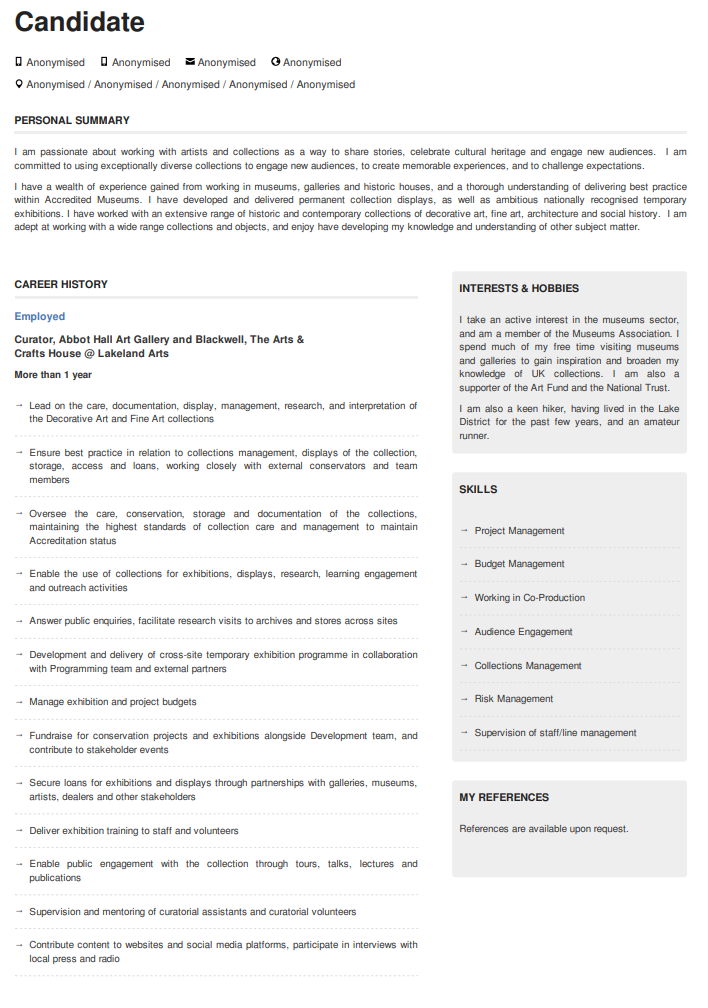 Candidate
Anonymised Anonymised Anonymised Anonymised
Anonymised / Anonymised / Anonymised / Anonymised / Anonymised
PERSONAL SUMMARY
I am passionate about working with artists and collections as a way to share stories, celebrate cultural heritage and engage new audiences. I am
committed to using exceptionally diverse collections to engage new audiences, to create memorable experiences, and to challenge expectations.
I have a wealth of experience gained from working in museums, galleries and historic houses, and a thorough understanding of delivering best practice
within Accredited Museums. I have developed and delivered permanent collection displays, as well as ambitious nationally recognised temporary
exhibitions. I have worked with an extensive range of historic and contemporary collections of decorative art, fine art, architecture and social history. I am
adept at working with a wide range collections and objects, and enjoy have developing my knowledge and understanding of other subject matter.
CAREER HISTORY
Employed
Curator, Abbot Hall Art Gallery and Blackwell, The Arts &
Crafts House @ Lakeland Arts
More than 1 year
→ Lead on the care, documentation, display, management, research, and interpretation of
the Decorative Art and Fine Art collections
→ Ensure best practice in relation to collections management, displays of the collection,
storage, access and loans, working closely with external conservators and team
members
→ Oversee the care, conservation, storage and documentation of the collections,
maintaining the highest standards of collection care and management to maintain
Accreditation status
→ Enable the use of collections for exhibitions, displays, research, learning engagement
and outreach activities
→ Answer public enquiries, facilitate research visits to archives and stores across sites
→ Development and delivery of cross-site temporary exhibition programme in collaboration
with Programming team and external partners
→ Manage exhibition and project budgets
→ Fundraise for conservation projects and exhibitions alongside Development team, and
contribute to stakeholder events
→ Secure loans for exhibitions and displays through partnerships with galleries, museums,
artists, dealers and other stakeholders
→ Deliver exhibition training to staff and volunteers
→ Enable public engagement with the collection through tours, talks, lectures and
publications
→ Supervision and mentoring of curatorial assistants and curatorial volunteers
→ Contribute content to websites and social media platforms, participate in interviews with
local press and radio
INTERESTS & HOBBIES
I take an active interest in the museums sector,
and am a member of the Museums Association. I
spend much of my free time visiting museums
and galleries to gain inspiration and broaden my
knowledge of UK collections. I am also a
supporter of the Art Fund and the National Trust.
I am also a keen hiker, having lived in the Lake
District for the past few years, and an amateur
runner.
SKILLS
→ Project Management
→ Budget Management
→ Working in Co-Production
→ Audience Engagement
→ Collections Management
→ Risk Management
→ Supervision of staff/line management
MY REFERENCES
References are available upon request.